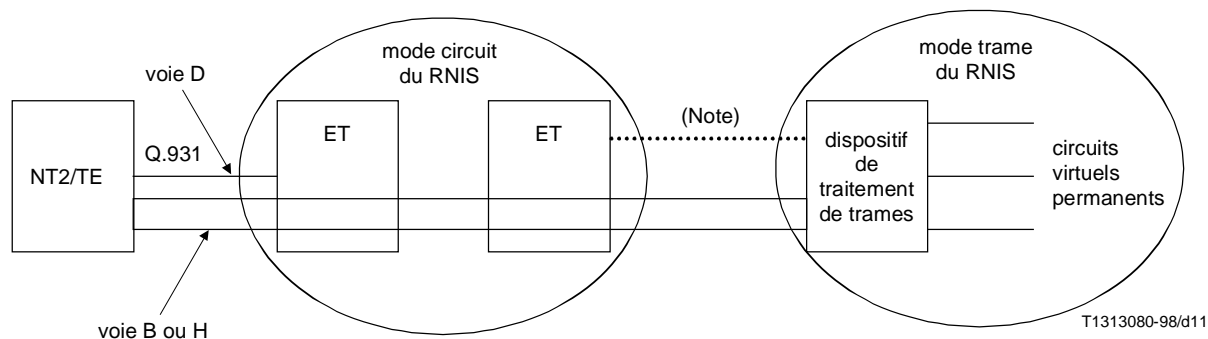 mode circuit
du RNIS
mode trame
du RNIS
voie D
ET
ET
(Note)
Q.931
NT2/TE
dispositif
de
traitement
de trames
circuits
virtuels
permanents
voie B ou H
T1313080-98/d11